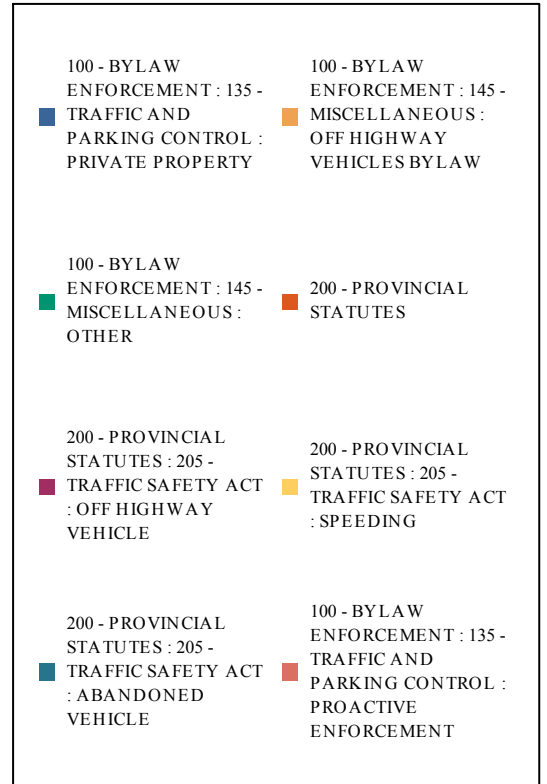 100 - BYLAW
ENFORCEMENT : 135 -
TRAFFIC AND
PARKING CONTROL :
PRIVATE PROPERTY
100 - BYLAW
ENFORCEMENT : 145 -
MISCELLANEOUS :
OFF HIGHWAY
VEHICLES BYLAW
100 - BYLAW
ENFORCEMENT : 145 -
MISCELLANEOUS :
OTHER
200 - PROVINCIAL
STATUTES
200 - PROVINCIAL
STATUTES : 205 -
TRAFFIC SAFETY ACT
: OFF HIGHWAY
VEHICLE
200 - PROVINCIAL
STATUTES : 205 -
TRAFFIC SAFETY ACT
: SPEEDING
200 - PROVINCIAL
STATUTES : 205 -
TRAFFIC SAFETY ACT
: ABANDONED
VEHICLE
100 - BYLAW
ENFORCEMENT : 135 -
TRAFFIC AND
PARKING CONTROL :
PROACTIVE
ENFORCEMENT